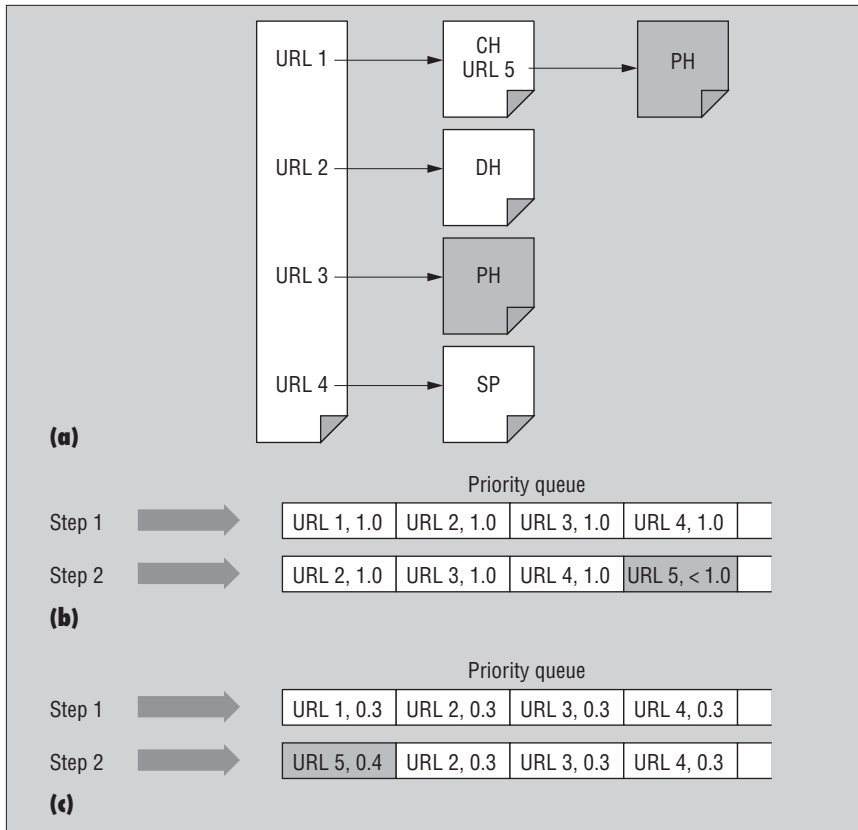 URL 1
CH
URL 5
PH
URL 2
DH
URL 3
PH
URL 4
SP
(a)
Priority queue
Step 1
URL 1, 1.0
URL 2, 1.0
URL 3, 1.0
URL 4, 1.0
Step 2
URL 2, 1.0
URL 3, 1.0
URL 4, 1.0
URL 5, < 1.0
(b)
Priority queue
Step 1
URL 1, 0.3
URL 2, 0.3
URL 3, 0.3
URL 4, 0.3
Step 2
URL 5, 0.4
URL 2, 0.3
URL 3, 0.3
URL 4, 0.3
(c)